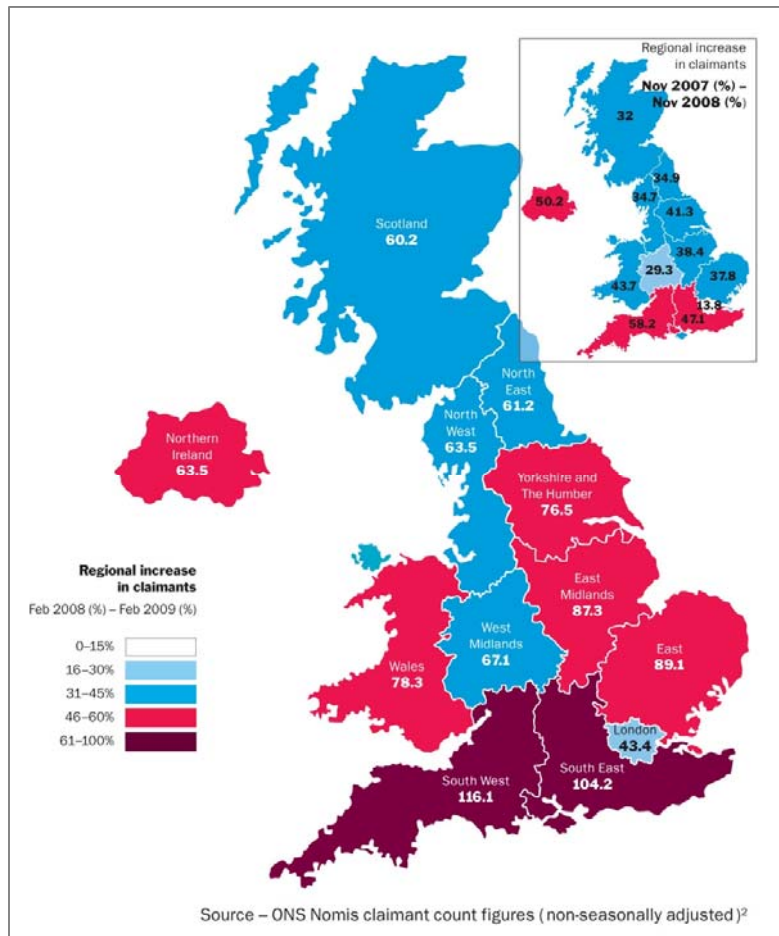 Regional increase
in claimants
Nov 2007 (%) –
Nov 2008 (%)
32
34.9
34.7
50.2
41.3
38.4
29.3
37.8
43.7
13.8
58.2
47.1
Scotland
60.2
North
East
61.2
North
West
63.5
Northern
Ireland
63.5
Yorkshire and
The Humber
76.5
East
Midlands
87.3
West
Midlands
67.1
Wales
78.3
East
89.1
London
43.4
South West
116.1
South East
104.2
Regional increase
in claimants
Feb 2008 (%) – Feb 2009 (%)
0–15%
16–30%
31–45%
46–60%
61–100%
Source – ONS Nomis claimant count figures ( non-seasonally adjusted )²